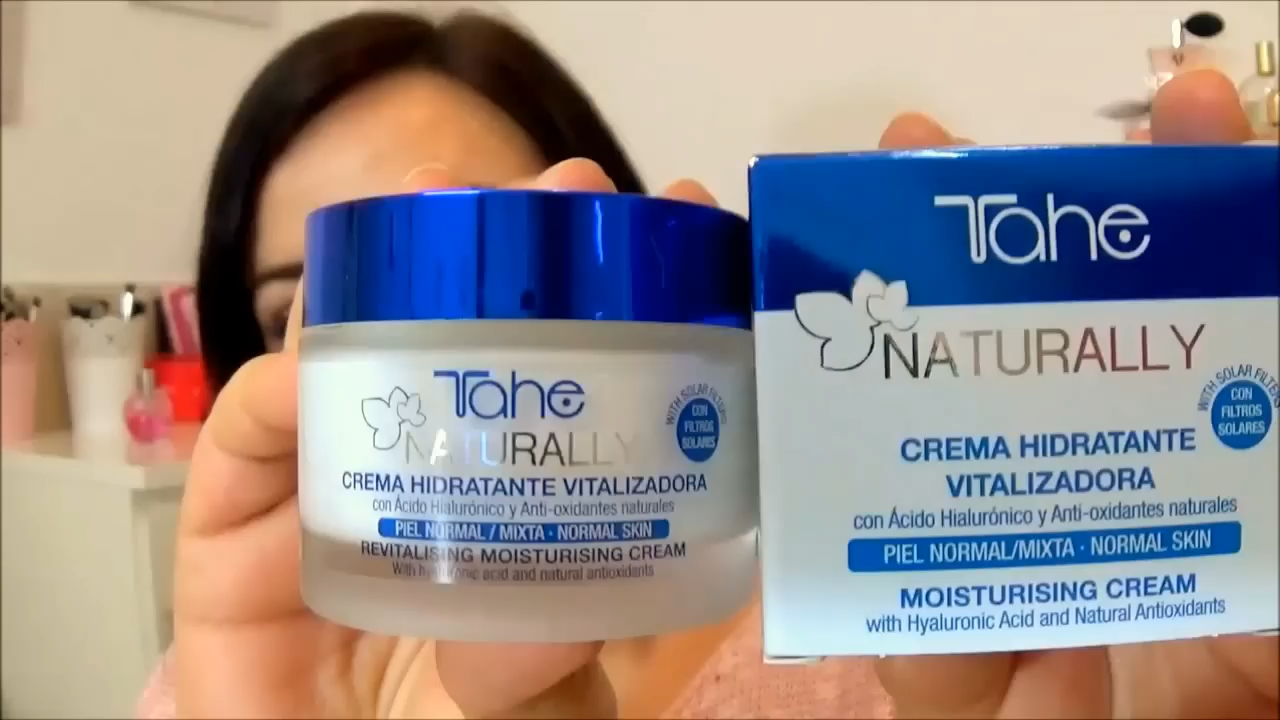 Tahe
NATURALLY
WITH SOLAR FILTERS
CON
FILTROS
SOLARES
CREMA HIDRATANTE VITALIZADORA
con Ácido Hialurónico y Anti-oxidantes naturales
PIEL NORMAL / MIXTA · NORMAL SKIN
REVITALISING MOISTURISING CREAM
With hyaluronic acid and natural antioxidants
Tahe
NATURALLY
WITH SOLAR FILTERS
CON
FILTROS
SOLARES
CREMA HIDRATANTE
VITALIZADORA
con Ácido Hialurónico y Anti-oxidantes naturales
PIEL NORMAL/MIXTA · NORMAL SKIN
MOISTURISING CREAM
with Hyaluronic Acid and Natural Antioxidants